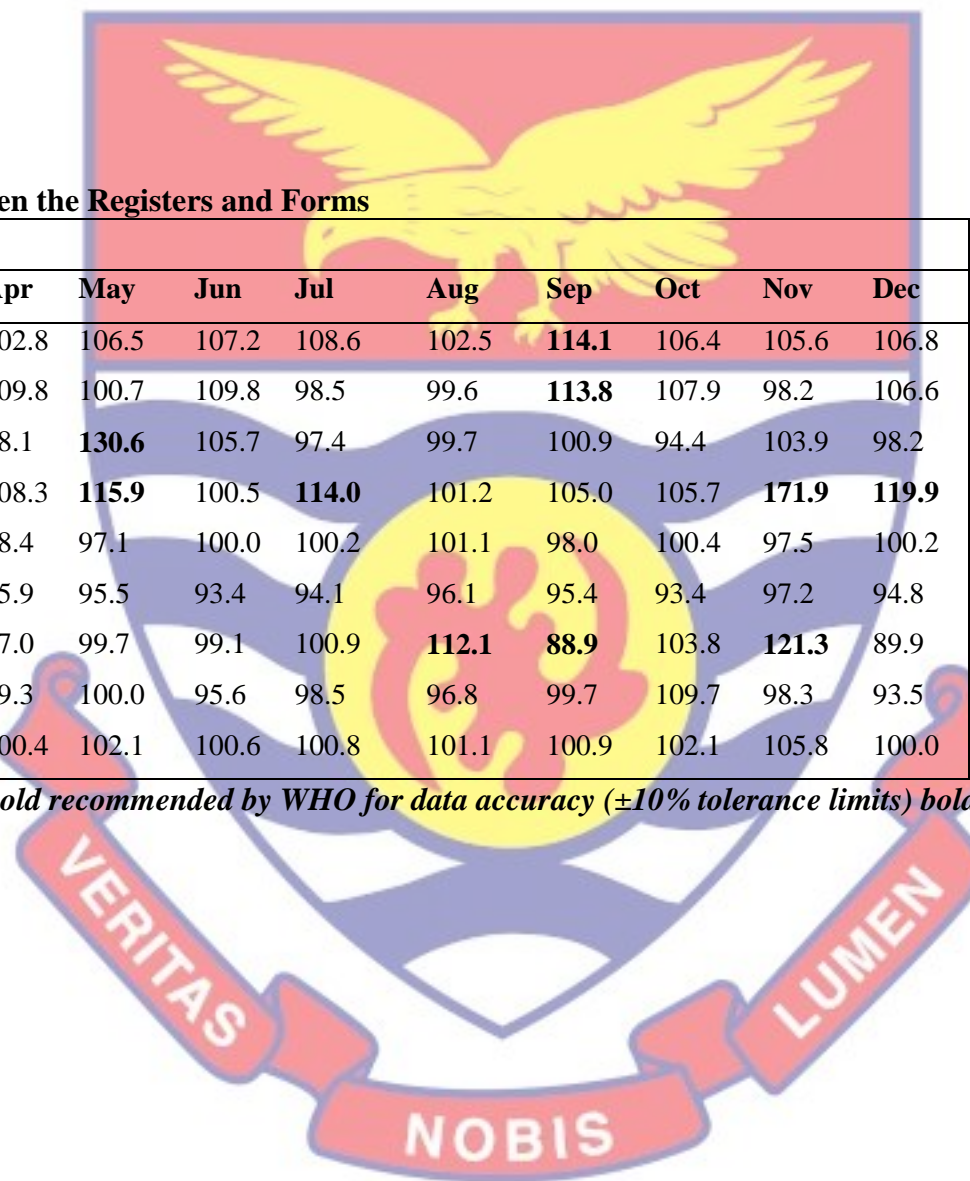 en the Registers and Forms
pr May Jun Jul Aug Sep Oct Nov Dec
02.8 106.5 107.2 108.6 102.5 114.1 106.4 105.6 106.8
09.8 100.7 109.8 98.5 99.6 113.8 107.9 98.2 106.6
8.1 130.6 105.7 97.4 99.7 100.9 94.4 103.9 98.2
08.3 115.9 100.5 114.0 101.2 105.0 105.7 171.9 119.9
8.4 97.1 100.0 100.2 101.1 98.0 100.4 97.5 100.2
5.9 95.5 93.4 94.1 96.1 95.4 93.4 97.2 94.8
7.0 99.7 99.1 100.9 112.1 88.9 103.8 121.3 89.9
9.3 100.0 95.6 98.5 96.8 99.7 109.7 98.3 93.5
00.4 102.1 100.6 100.8 101.1 100.9 102.1 105.8 100.0
old recommended by WHO for data accuracy (±10% tolerance limits) bold
VERITAS
NOBIS
LUMEN